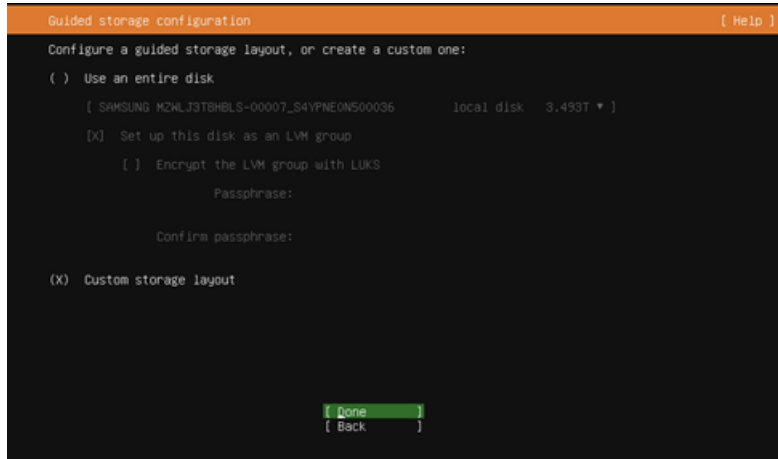 Guided storage configuration [ Help ]
Configure a guided storage layout, or create a custom one:
( ) Use an entire disk
[ SAMSUNG MZWLJ3T8HBLS-00007_S4YPNE0N500036 local disk 3.493T ▾ ]
[X] Set up this disk as an LVM group
[ ] Encrypt the LVM group with LUKS
Passphrase:
Confirm passphrase:
(X) Custom storage layout
[ Done ]
[ Back ]